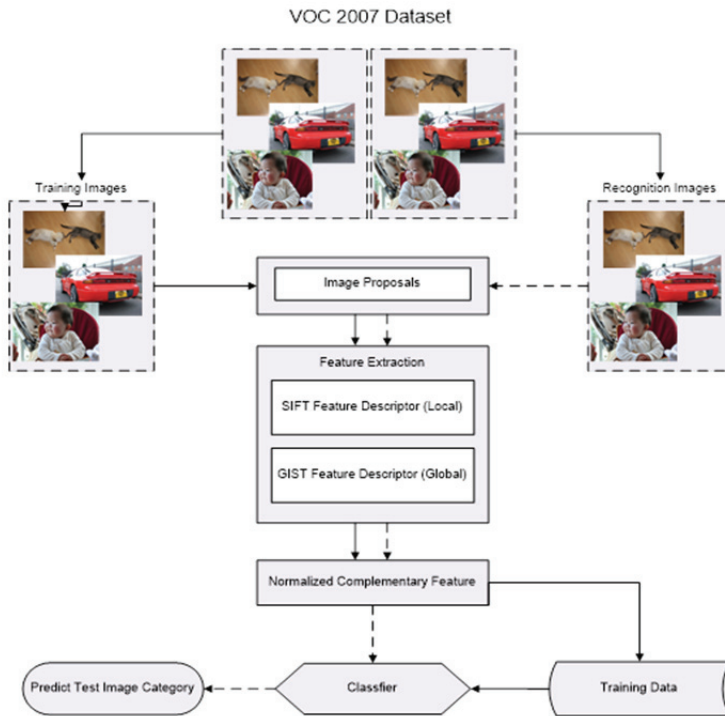 VOC 2007 Dataset
Training Images
Recognition Images
Image Proposals
Feature Extraction
SIFT Feature Descriptor (Local)
GIST Feature Descriptor (Global)
Normalized Complementary Feature
Predict Test Image Category
Classfier
Training Data